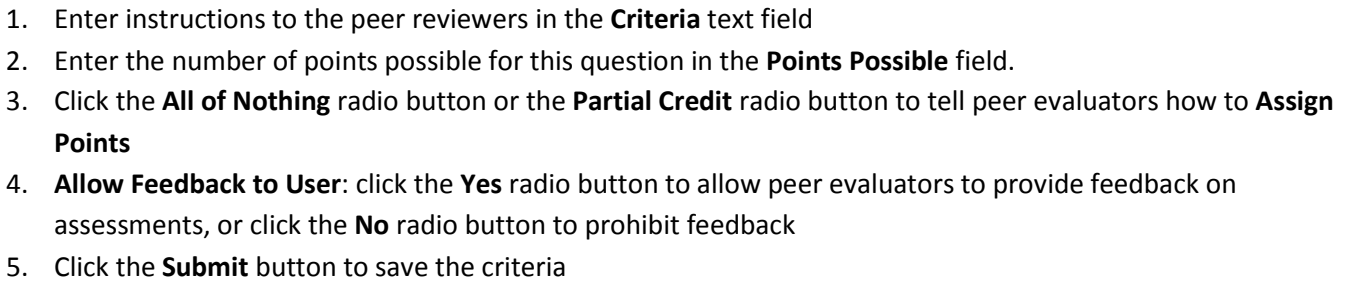 1. Enter instructions to the peer reviewers in the Criteria text field
2. Enter the number of points possible for this question in the Points Possible field.
3. Click the All of Nothing radio button or the Partial Credit radio button to tell peer evaluators how to Assign
Points
4. Allow Feedback to User: click the Yes radio button to allow peer evaluators to provide feedback on
assessments, or click the No radio button to prohibit feedback
5. Click the Submit button to save the criteria